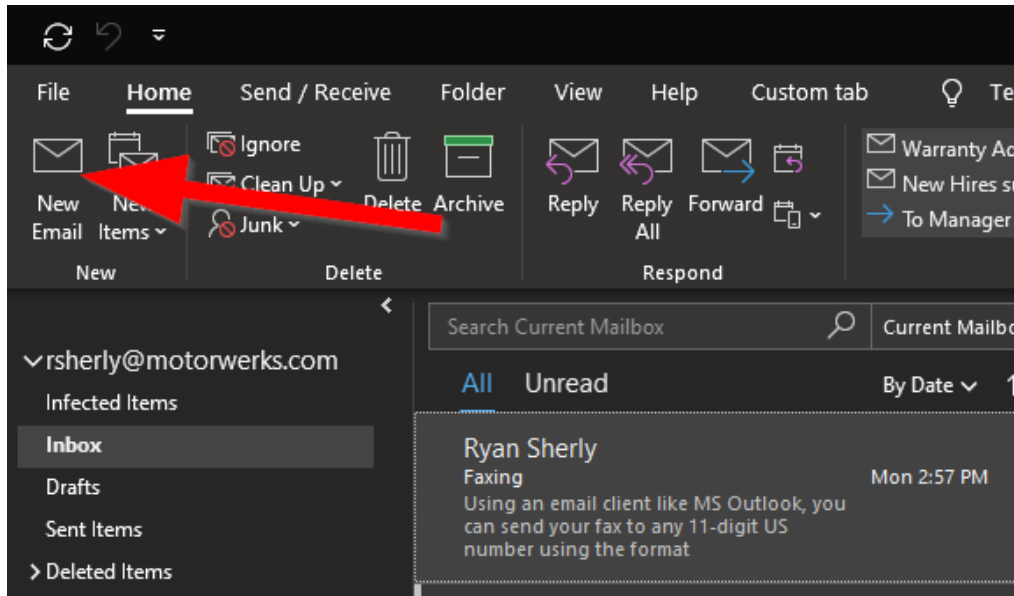 File Home Send / Receive Folder View Help Custom tab
Ignore
Clean Up
Junk
New Email
Items
Delete Archive
Reply
Reply All
Forward
Warranty
New Hires
To Manager
New Delete Respond
Search Current Mailbox Current
rsherly@motorwerks.com
All Unread By Date
Infected Items
Inbox
Ryan Sherly
Faxing Mon 2:57 PM
Drafts
Using an email client like MS Outlook, you
Sent Items
can send your fax to any 11-digit US
number using the format
Deleted Items